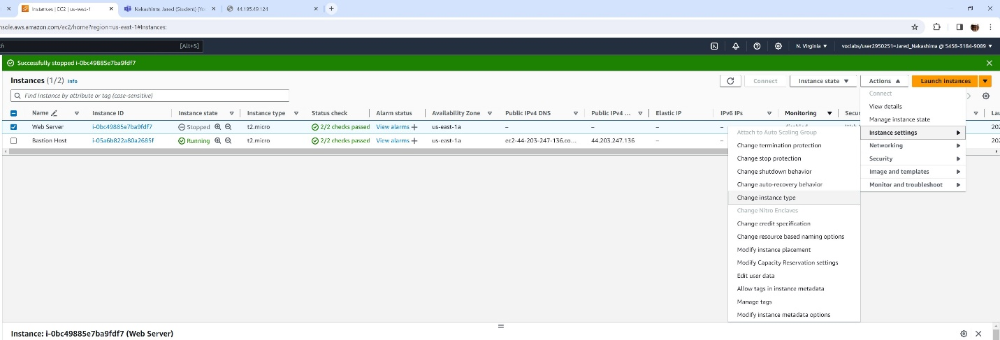 Instances | EC2 | us-east-1
Nakashima, Jared (Student) (Yo
44.195.49.124
nsole.aws.amazon.com/ec2/home?region=us-east-1#Instances:
ch
[Alt+S]
N. Virginia
voclabs/user2950251=Jared_Nakashima @ 5458-3184-9089
Successfully stopped i-0bc49885e7ba9fdf7
Instances (1/2) Info
Connect
Instance state
Actions
Launch instances
Find Instance by attribute or tag (case-sensitive)
Name Instance ID Instance state Instance type Status check Alarm status Availability Zone Public IPv4 DNS Public IPv4 ... Elastic IP IPv6 IPs Monitoring Secur Lau
Web Server i-0bc49885e7ba9fdf7 Stopped t2.micro 2/2 checks passed View alarms + us-east-1a – – – – disabled 202
Bastion Host i-05a6b822a80a2685f Running t2.micro 2/2 checks passed View alarms + us-east-1a ec2-44-203-247-136.co... 44.203.247.136 – – 202
Connect
View details
Manage instance state
Instance settings
Networking
Security
Image and templates
Monitor and troubleshoot
Attach to Auto Scaling Group
Change termination protection
Change stop protection
Change shutdown behavior
Change auto-recovery behavior
Change instance type
Change Nitro Enclaves
Change credit specification
Change resource based naming options
Modify instance placement
Modify Capacity Reservation settings
Edit user data
Allow tags in instance metadata
Manage tags
Modify instance metadata options
Instance: i-0bc49885e7ba9fdf7 (Web Server)